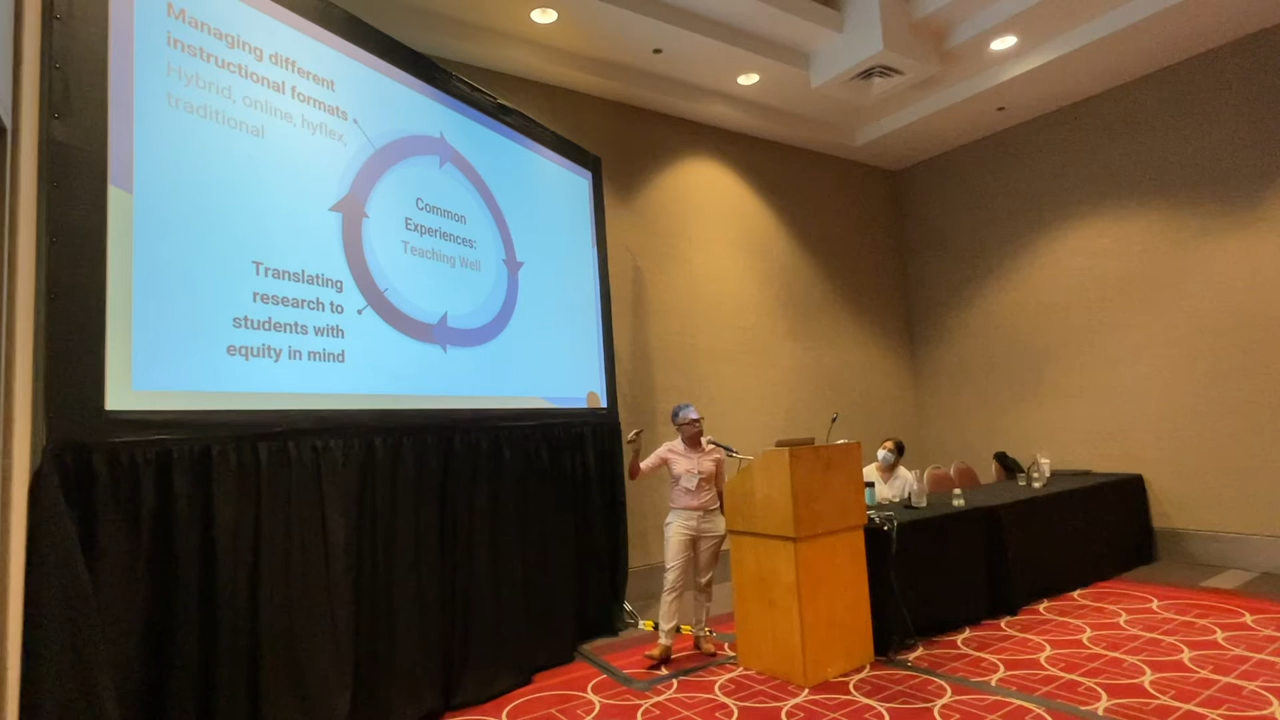 Managing different
instructional formats
Hybrid, online, hyflex,
traditional
Common
Experiences:
Teaching Well
Translating
research to
students with
equity in mind